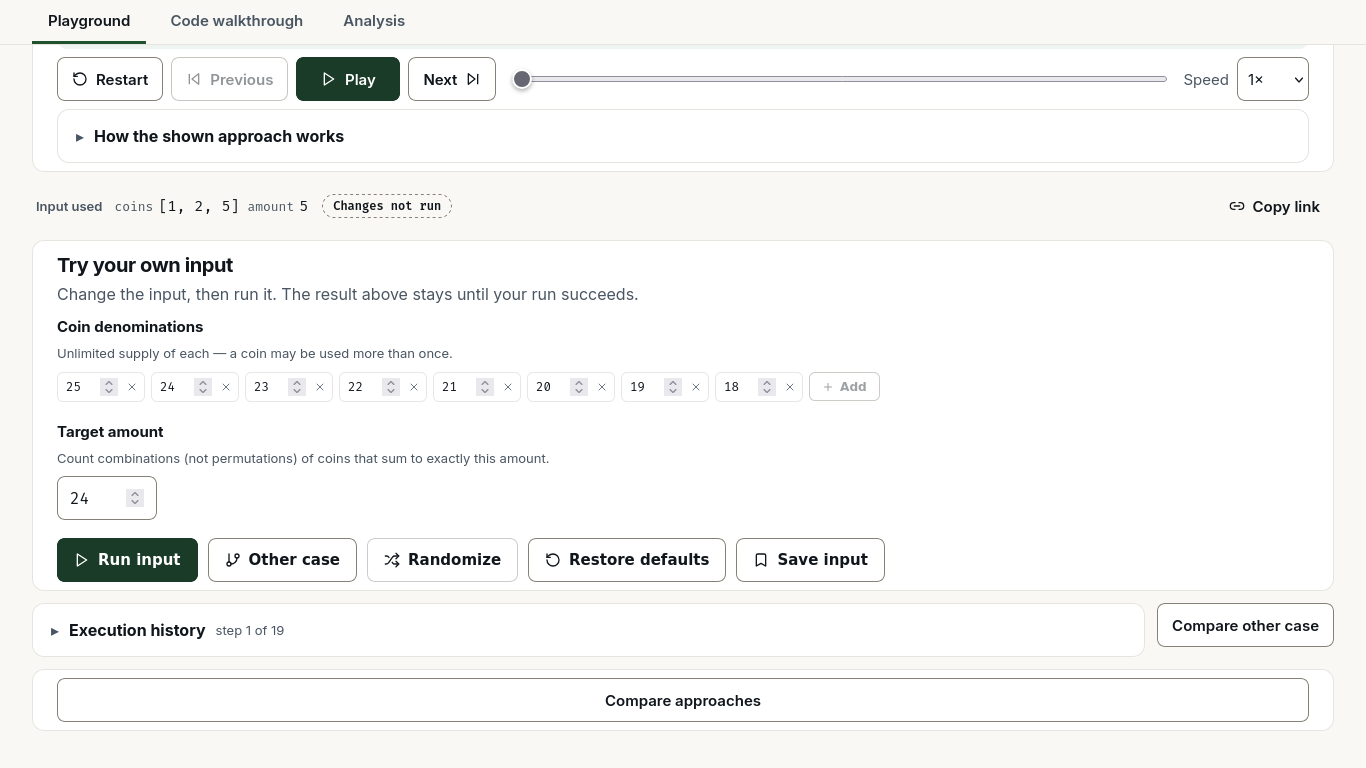 Playground Code walkthrough Analysis
Restart Previous Play Next Speed 1×
▸ How the shown approach works
Input used coins [1, 2, 5] amount 5 Changes not run Copy link
Try your own input
Change the input, then run it. The result above stays until your run succeeds.
Coin denominations
Unlimited supply of each — a coin may be used more than once.
25 × 24 × 23 × 22 × 21 × 20 × 19 × 18 × + Add
Target amount
Count combinations (not permutations) of coins that sum to exactly this amount.
24
Run input Other case Randomize Restore defaults Save input
▸ Execution history step 1 of 19 Compare other case
Compare approaches